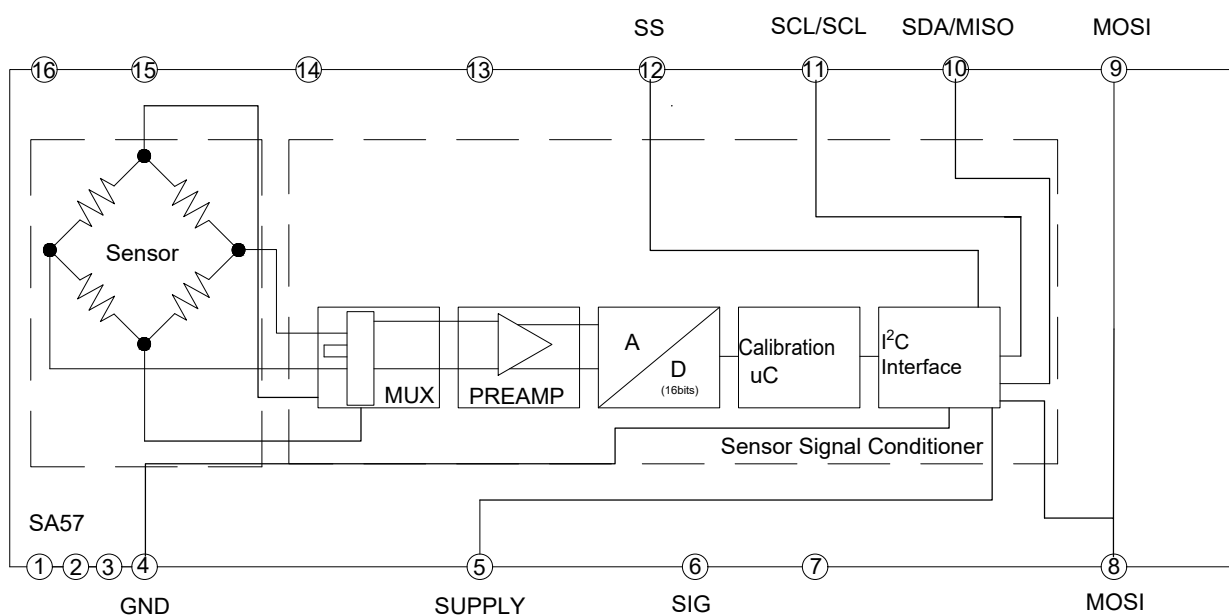 SS SCL/SCL SDA/MISO MOSI
16 15 14 13 12 11 10 9
Sensor
A
D
(16bits)
Calibration
uC
I²C
Interface
MUX PREAMP
Sensor Signal Conditioner
SA57
1 2 3 4 5 6 7 8
GND SUPPLY SIG MOSI